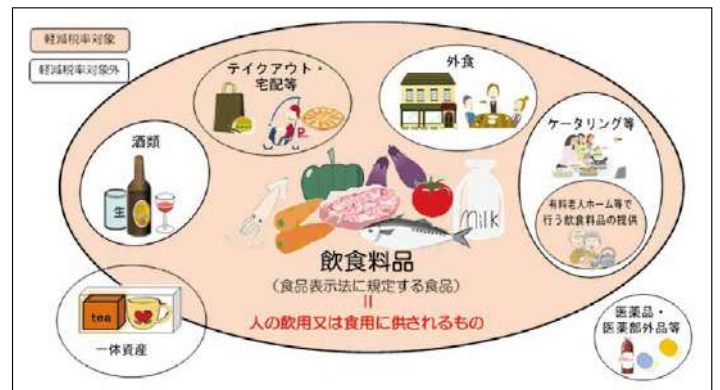 軽減税率対象
軽減税率対象外
テイクアウト・
宅配等
外食
ケータリング等
酒類
生
有料老人ホーム等で
行う飲食料品の提供
Milk
飲食料品
(食品表示法に規定する食品)
||
人の飲用又は食用に供されるもの
tea
一体資産
医薬品・
医薬部外品等